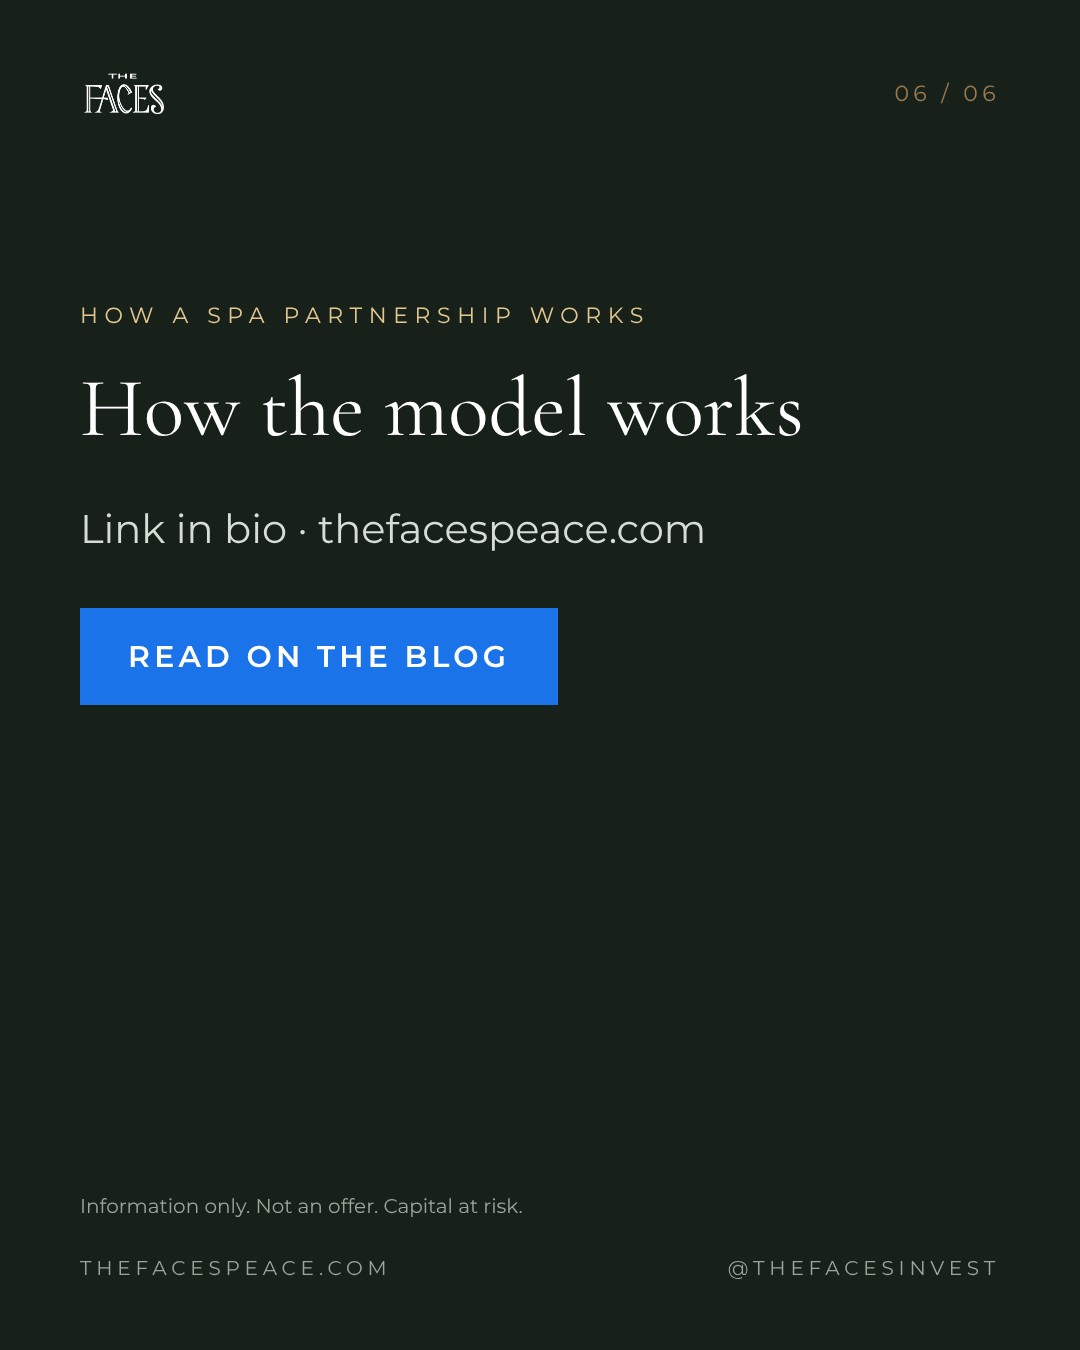 THE
FACES
06 / 06
HOW A SPA PARTNERSHIP WORKS
How the model works
Link in bio · thefacespeace.com
READ ON THE BLOG
Information only. Not an offer. Capital at risk.
THEFACESPEACE.COM
@THEFACESINVEST